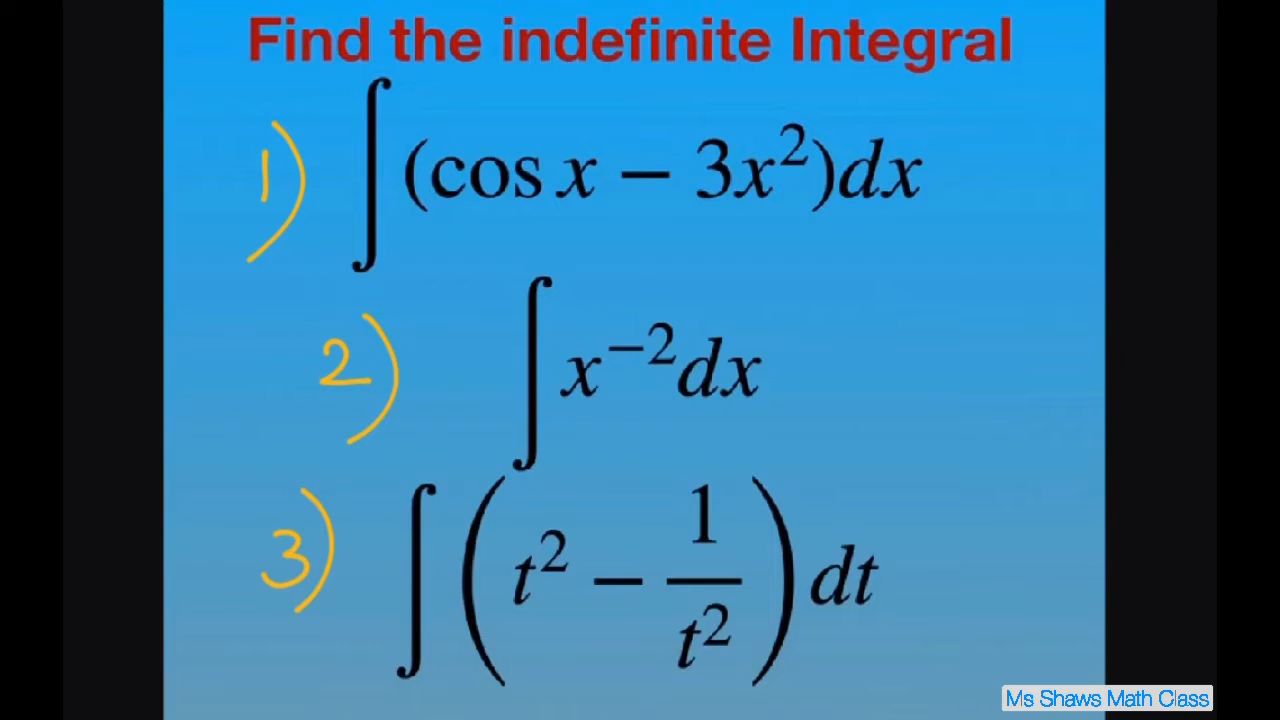 Find the indefinite Integral
1) ∫(cos x − 3x²)dx
2) ∫x⁻²dx
3) ∫(t² − 1/t²)dt
Ms Shaws Math Class